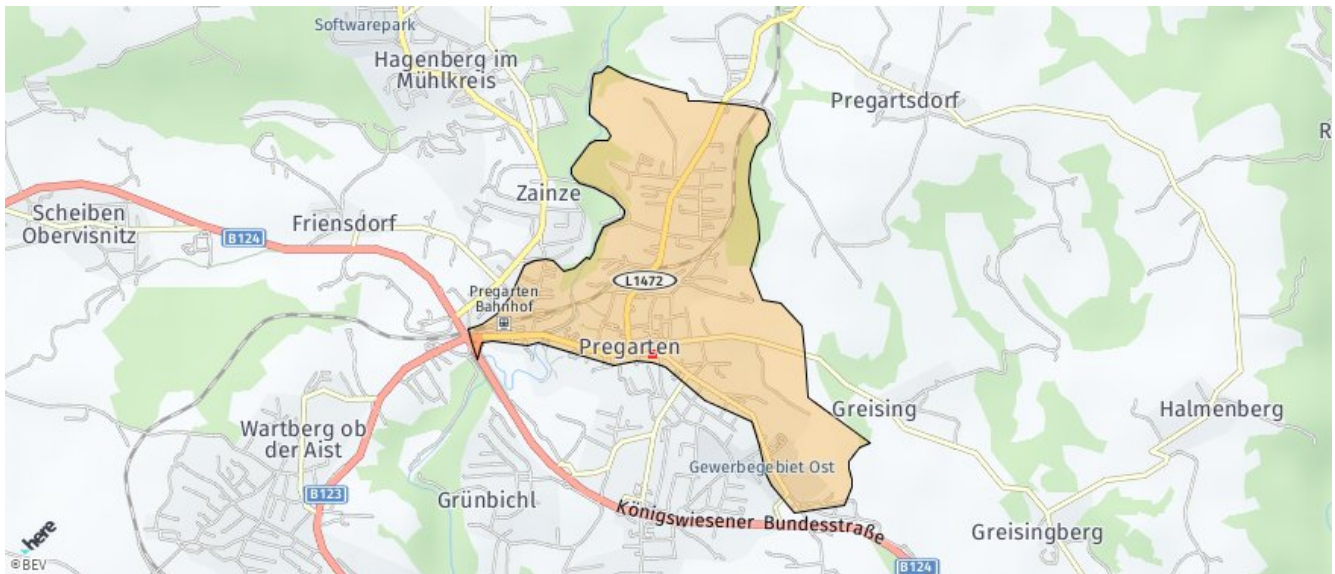 Softwarepark
Hagenberg im
Mühlkreis
Pregartsdorf
R
Zainze
Scheiben
Obervisnitz
Friensdorf
B124
L1472
Pregarten
Bahnhof
Pregarten
Greising
Halmenberg
Wartberg ob
der Aist
Gewerbegebiet Ost
B123
Grünbichl
Königswiesener Bundesstraße
Greisingberg
B124
here
©BEV